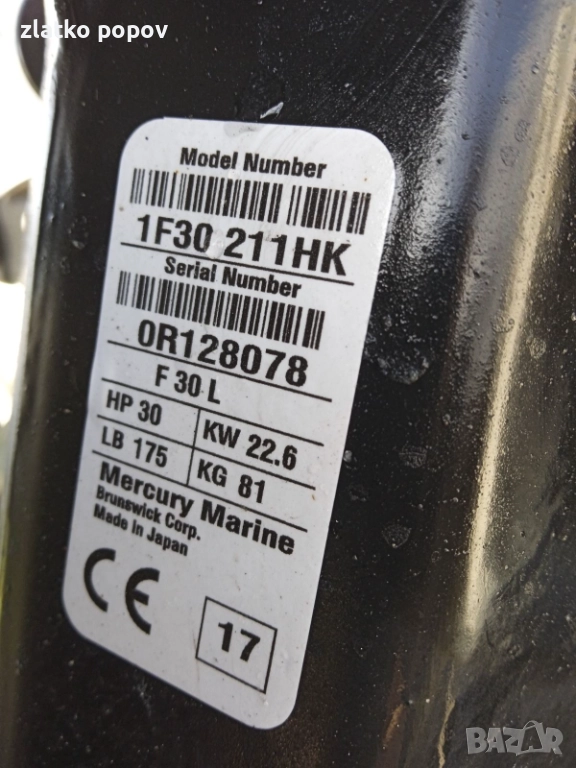 zlatko popov
Model Number
1F30 211HK
Serial Number
0R128078
F 30 L
HP 30 KW 22.6
LB 175 KG 81
Mercury Marine
Brunswick Corp.
Made in Japan
CE
17
BAZAR
.bg